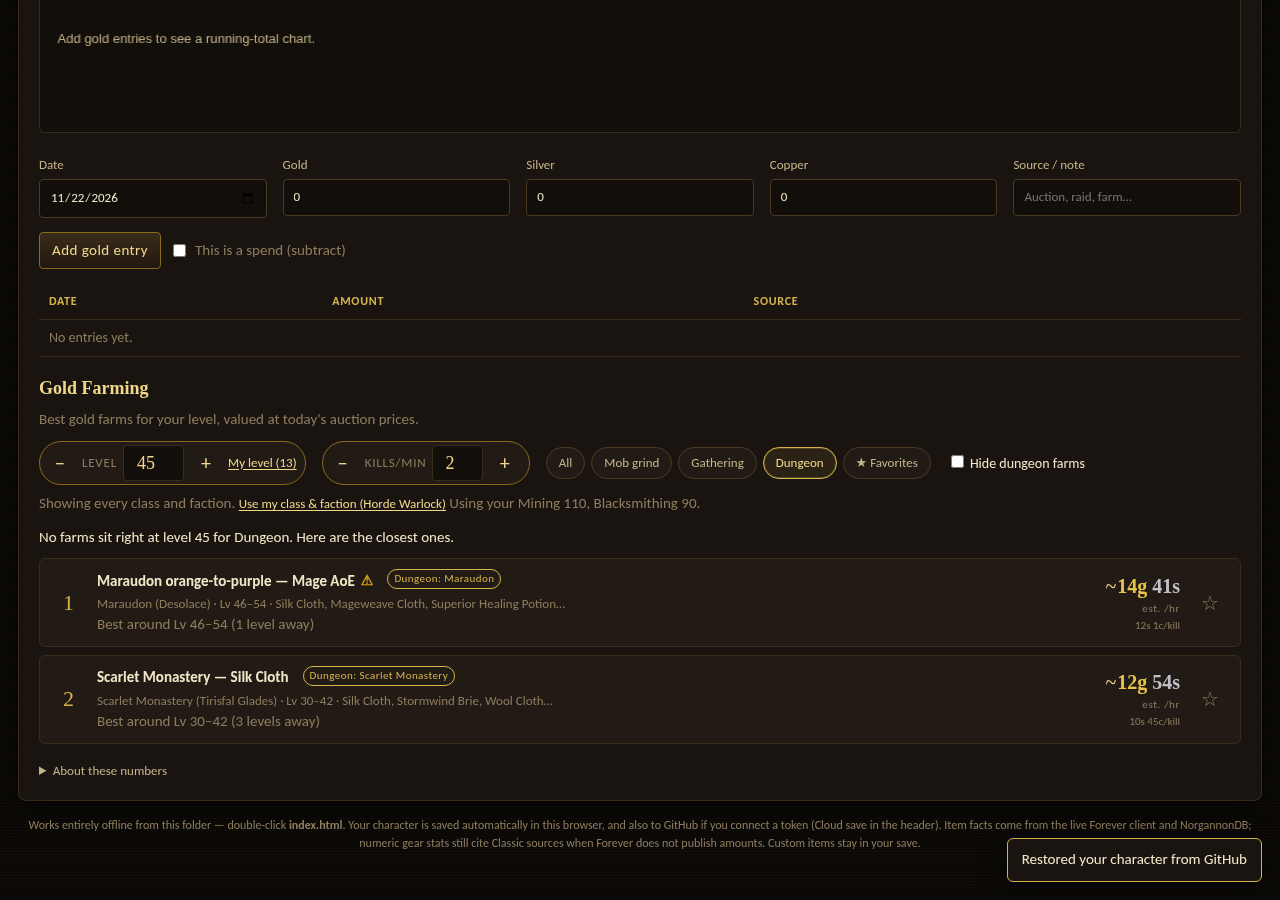 Add gold entries to see a running-total chart.
Date
Gold
Silver
Copper
Source / note
11/22/2026
0
0
0
Auction, raid, farm...
Add gold entry
This is a spend (subtract)
DATE
AMOUNT
SOURCE
No entries yet.
Gold Farming
Best gold farms for your level, valued at today's auction prices.
– LEVEL 45 + My level (13)
– KILLS/MIN 2 +
All
Mob grind
Gathering
Dungeon
★ Favorites
Hide dungeon farms
Showing every class and faction. Use my class & faction (Horde Warlock) Using your Mining 110, Blacksmithing 90.
No farms sit right at level 45 for Dungeon. Here are the closest ones.
1
Maraudon orange-to-purple — Mage AoE ⚠ Dungeon: Maraudon
Maraudon (Desolace) · Lv 46–54 · Silk Cloth, Mageweave Cloth, Superior Healing Potion…
Best around Lv 46–54 (1 level away)
~14g 41s
est. /hr
12s 1c/kill
☆
2
Scarlet Monastery — Silk Cloth Dungeon: Scarlet Monastery
Scarlet Monastery (Tirisfal Glades) · Lv 30–42 · Silk Cloth, Stormwind Brie, Wool Cloth…
Best around Lv 30–42 (3 levels away)
~12g 54s
est. /hr
10s 45c/kill
☆
▶ About these numbers
Works entirely offline from this folder — double-click index.html. Your character is saved automatically in this browser, and also to GitHub if you connect a token (Cloud save in the header). Item facts come from the live Forever client and NorgannonDB;
numeric gear stats still cite Classic sources when Forever does not publish amounts. Custom items stay in your save.
Restored your character from GitHub